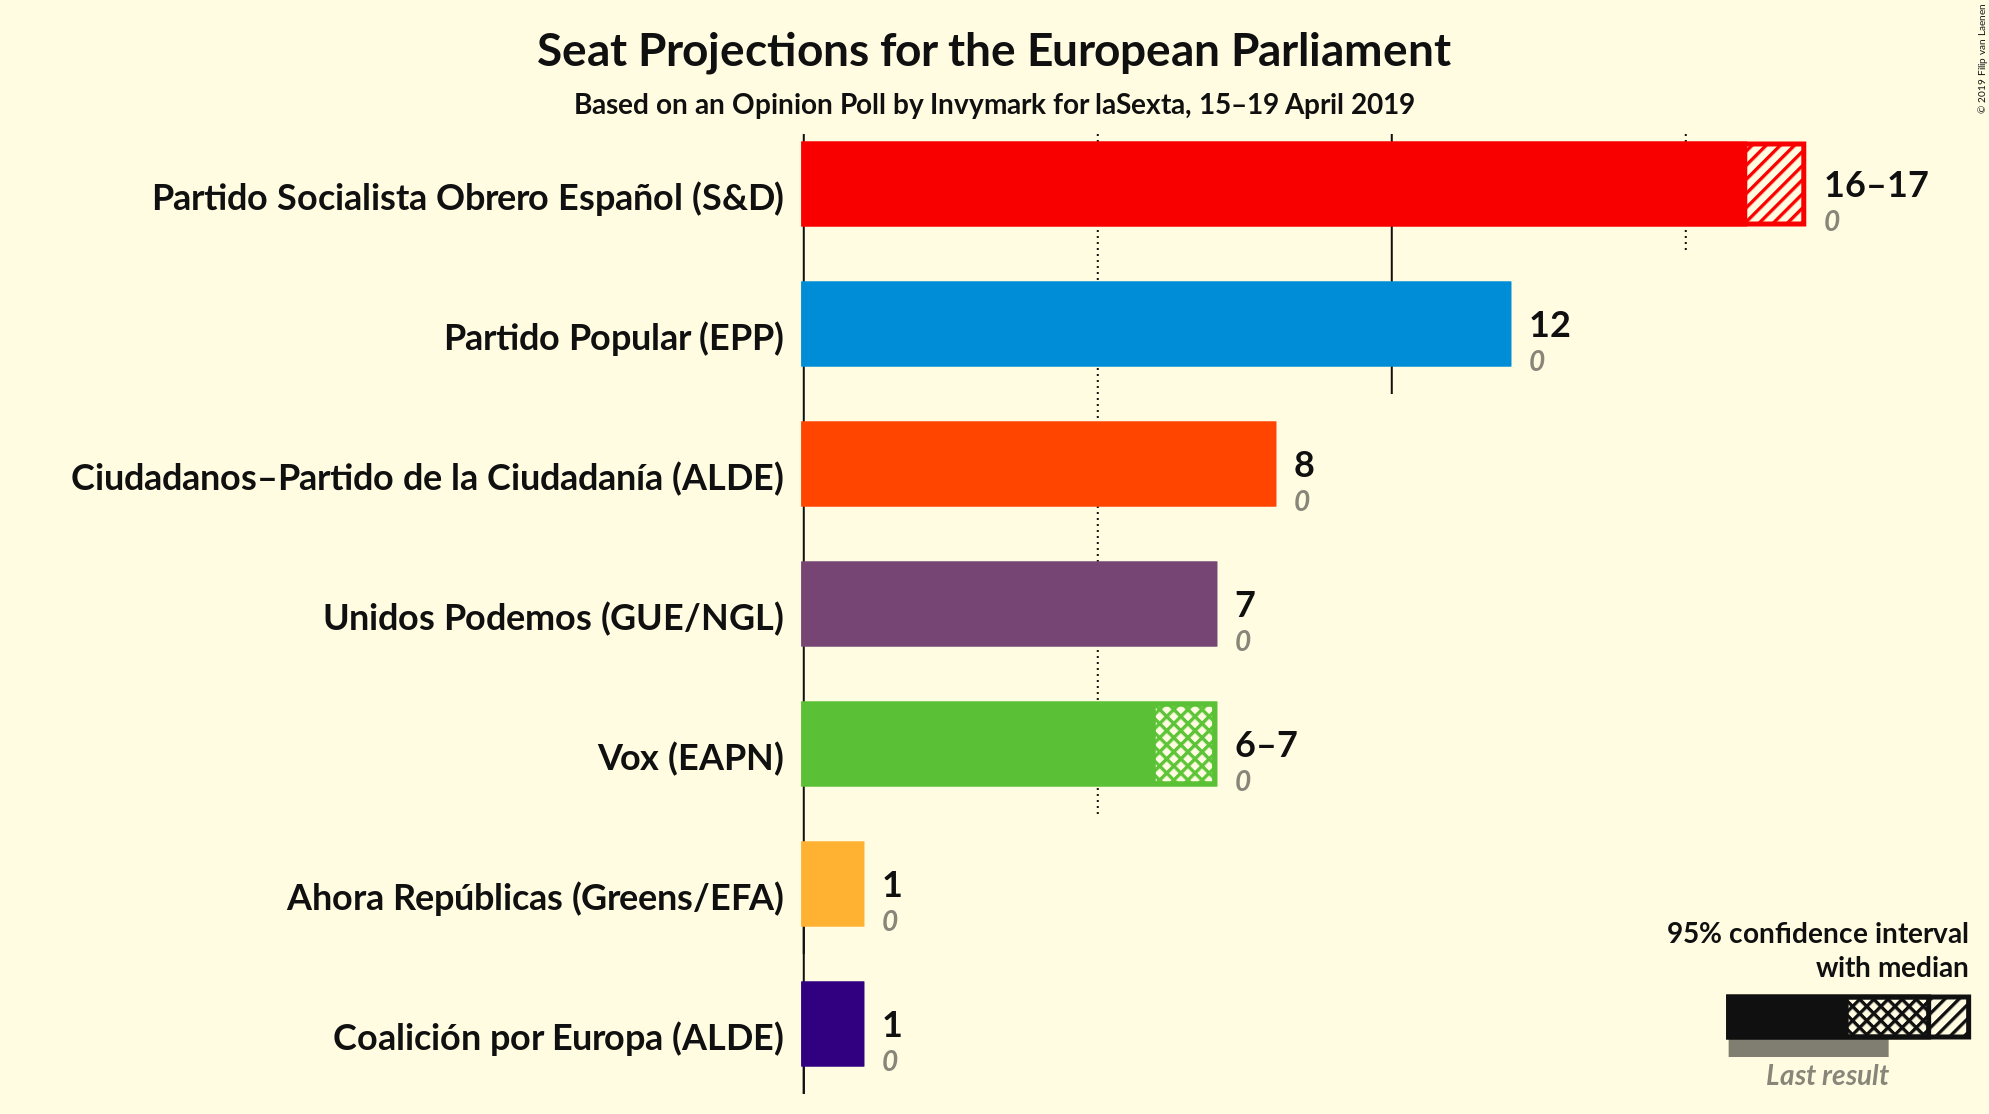 Seat Projections for the European Parliament
Based on an Opinion Poll by Invymark for laSexta, 15–19 April 2019
© 2019 Filip van Laenen
Partido Socialista Obrero Español (S&D)
16–17
0
Partido Popular (EPP)
12
0
Ciudadanos–Partido de la Ciudadanía (ALDE)
8
0
Unidos Podemos (GUE/NGL)
7
0
Vox (EAPN)
6–7
0
Ahora Repúblicas (Greens/EFA)
1
0
Coalición por Europa (ALDE)
1
0
95% confidence interval
with median
Last result